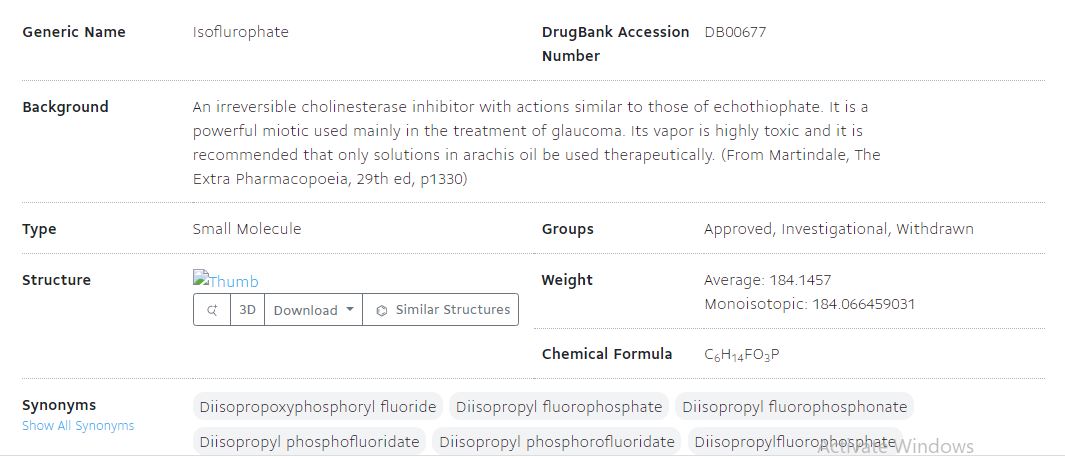 Generic Name Isoflurophate DrugBank Accession Number DB00677
Background An irreversible cholinesterase inhibitor with actions similar to those of echothiophate. It is a
powerful miotic used mainly in the treatment of glaucoma. Its vapor is highly toxic and it is
recommended that only solutions in arachis oil be used therapeutically. (From Martindale, The
Extra Pharmacopoeia, 29th ed, p1330)
Type Small Molecule Groups Approved, Investigational, Withdrawn
Structure Thumb
3D Download Similar Structures
Weight Average: 184.1457
Monoisotopic: 184.066459031
Chemical Formula C₆H₁₄FO₃P
Synonyms Diisopropoxyphosphoryl fluoride Diisopropyl fluorophosphate Diisopropyl fluorophosphonate
Show All Synonyms
Diisopropyl phosphofluoridate Diisopropyl phosphorofluoridate Diisopropylfluorophosphate
Activate Windows